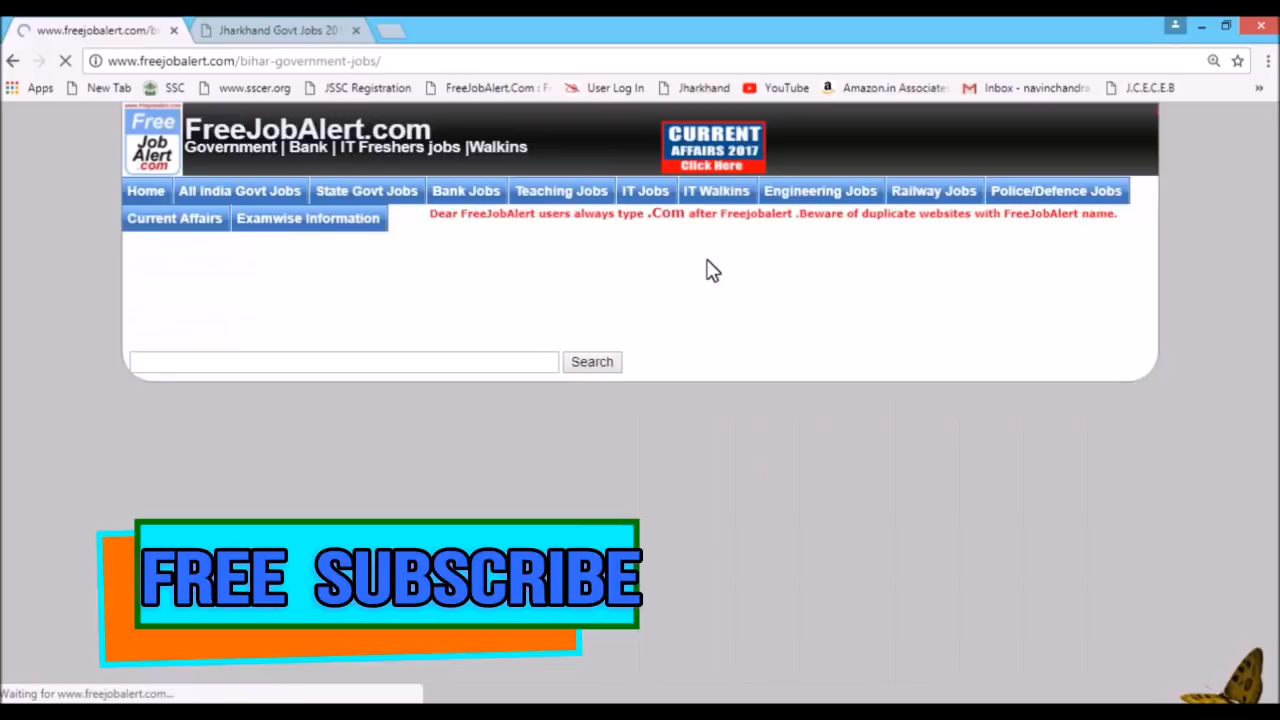 www.freejobalert.com/bi
Jharkhand Govt Jobs 201
www.freejobalert.com/bihar-government-jobs/
Apps
New Tab
SSC
www.sscer.org
JSSC Registration
FreeJobAlert.Com : F
User Log In
Jharkhand
YouTube
Amazon.in Associate
Inbox - navinchandra
J.C.E.C.E.B
»
www.freejobalert.com
Free
Job
Alert
.com
FreeJobAlert.com
Government | Bank | IT Freshers jobs |Walkins
CURRENT
AFFAIRS 2017
Click Here
Home
All India Govt Jobs
State Govt Jobs
Bank Jobs
Teaching Jobs
IT Jobs
IT Walkins
Engineering Jobs
Railway Jobs
Police/Defence Jobs
Current Affairs
Examwise Information
Dear FreeJobAlert users always type .Com after Freejobalert .Beware of duplicate websites with FreeJobAlert name.
Search
FREE SUBSCRIBE
Waiting for www.freejobalert.com...